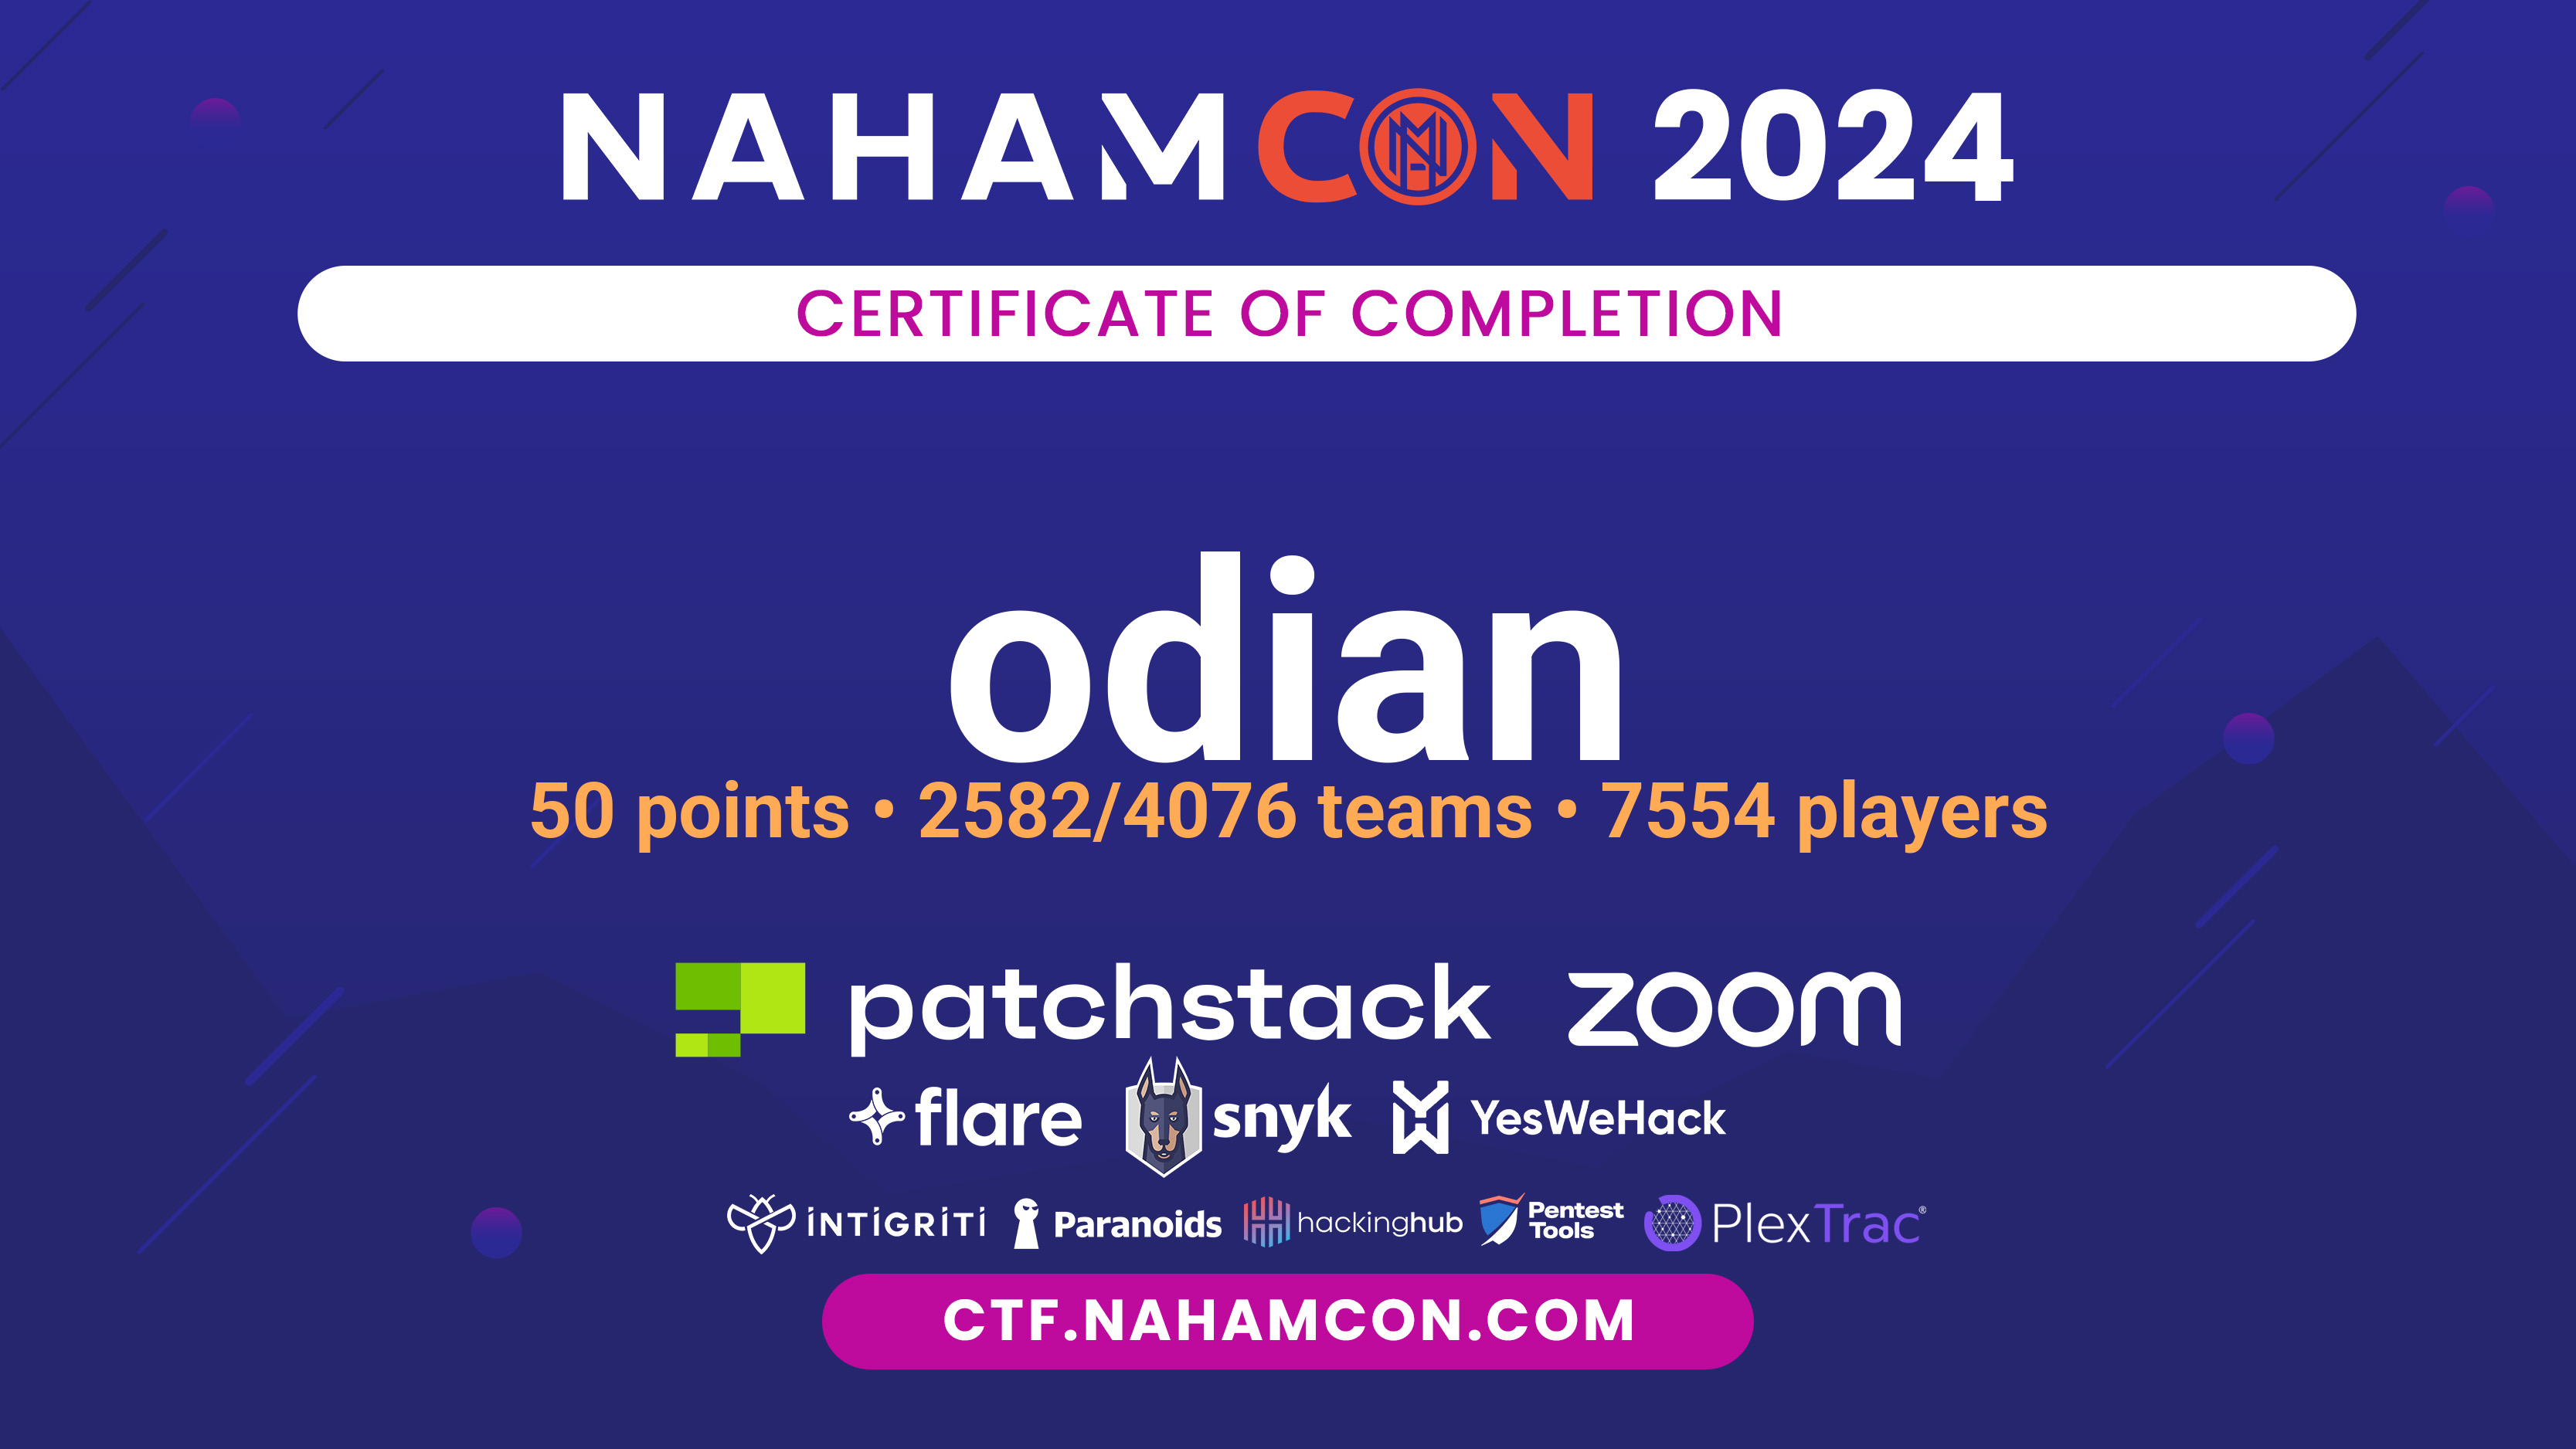 NAHAMCON 2024
CERTIFICATE OF COMPLETION
odian
50 points • 2582/4076 teams • 7554 players
patchstack zoom
flare snyk YesWeHack
INTIGRITI Paranoids hackinghub Pentest Tools PlexTrac®
CTF.NAHAMCON.COM